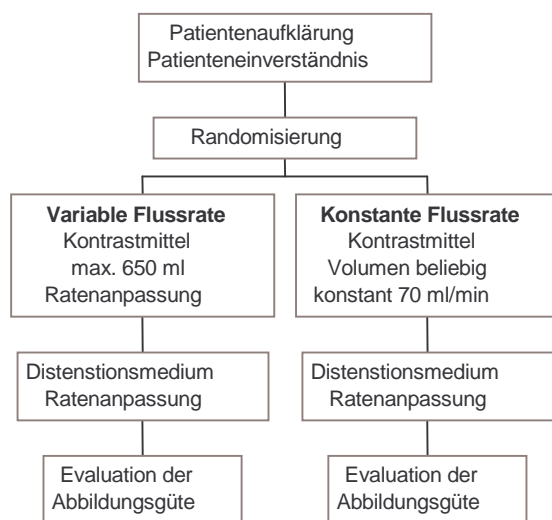 Patientenaufklärung
Patienteneinverständnis
Randomisierung
Variable Flussrate
Kontrastmittel
max. 650 ml
Ratenanpassung
Konstante Flussrate
Kontrastmittel
Volumen beliebig
konstant 70 ml/min
Distenstionsmedium
Ratenanpassung
Distenstionsmedium
Ratenanpassung
Evaluation der
Abbildungsgüte
Evaluation der
Abbildungsgüte